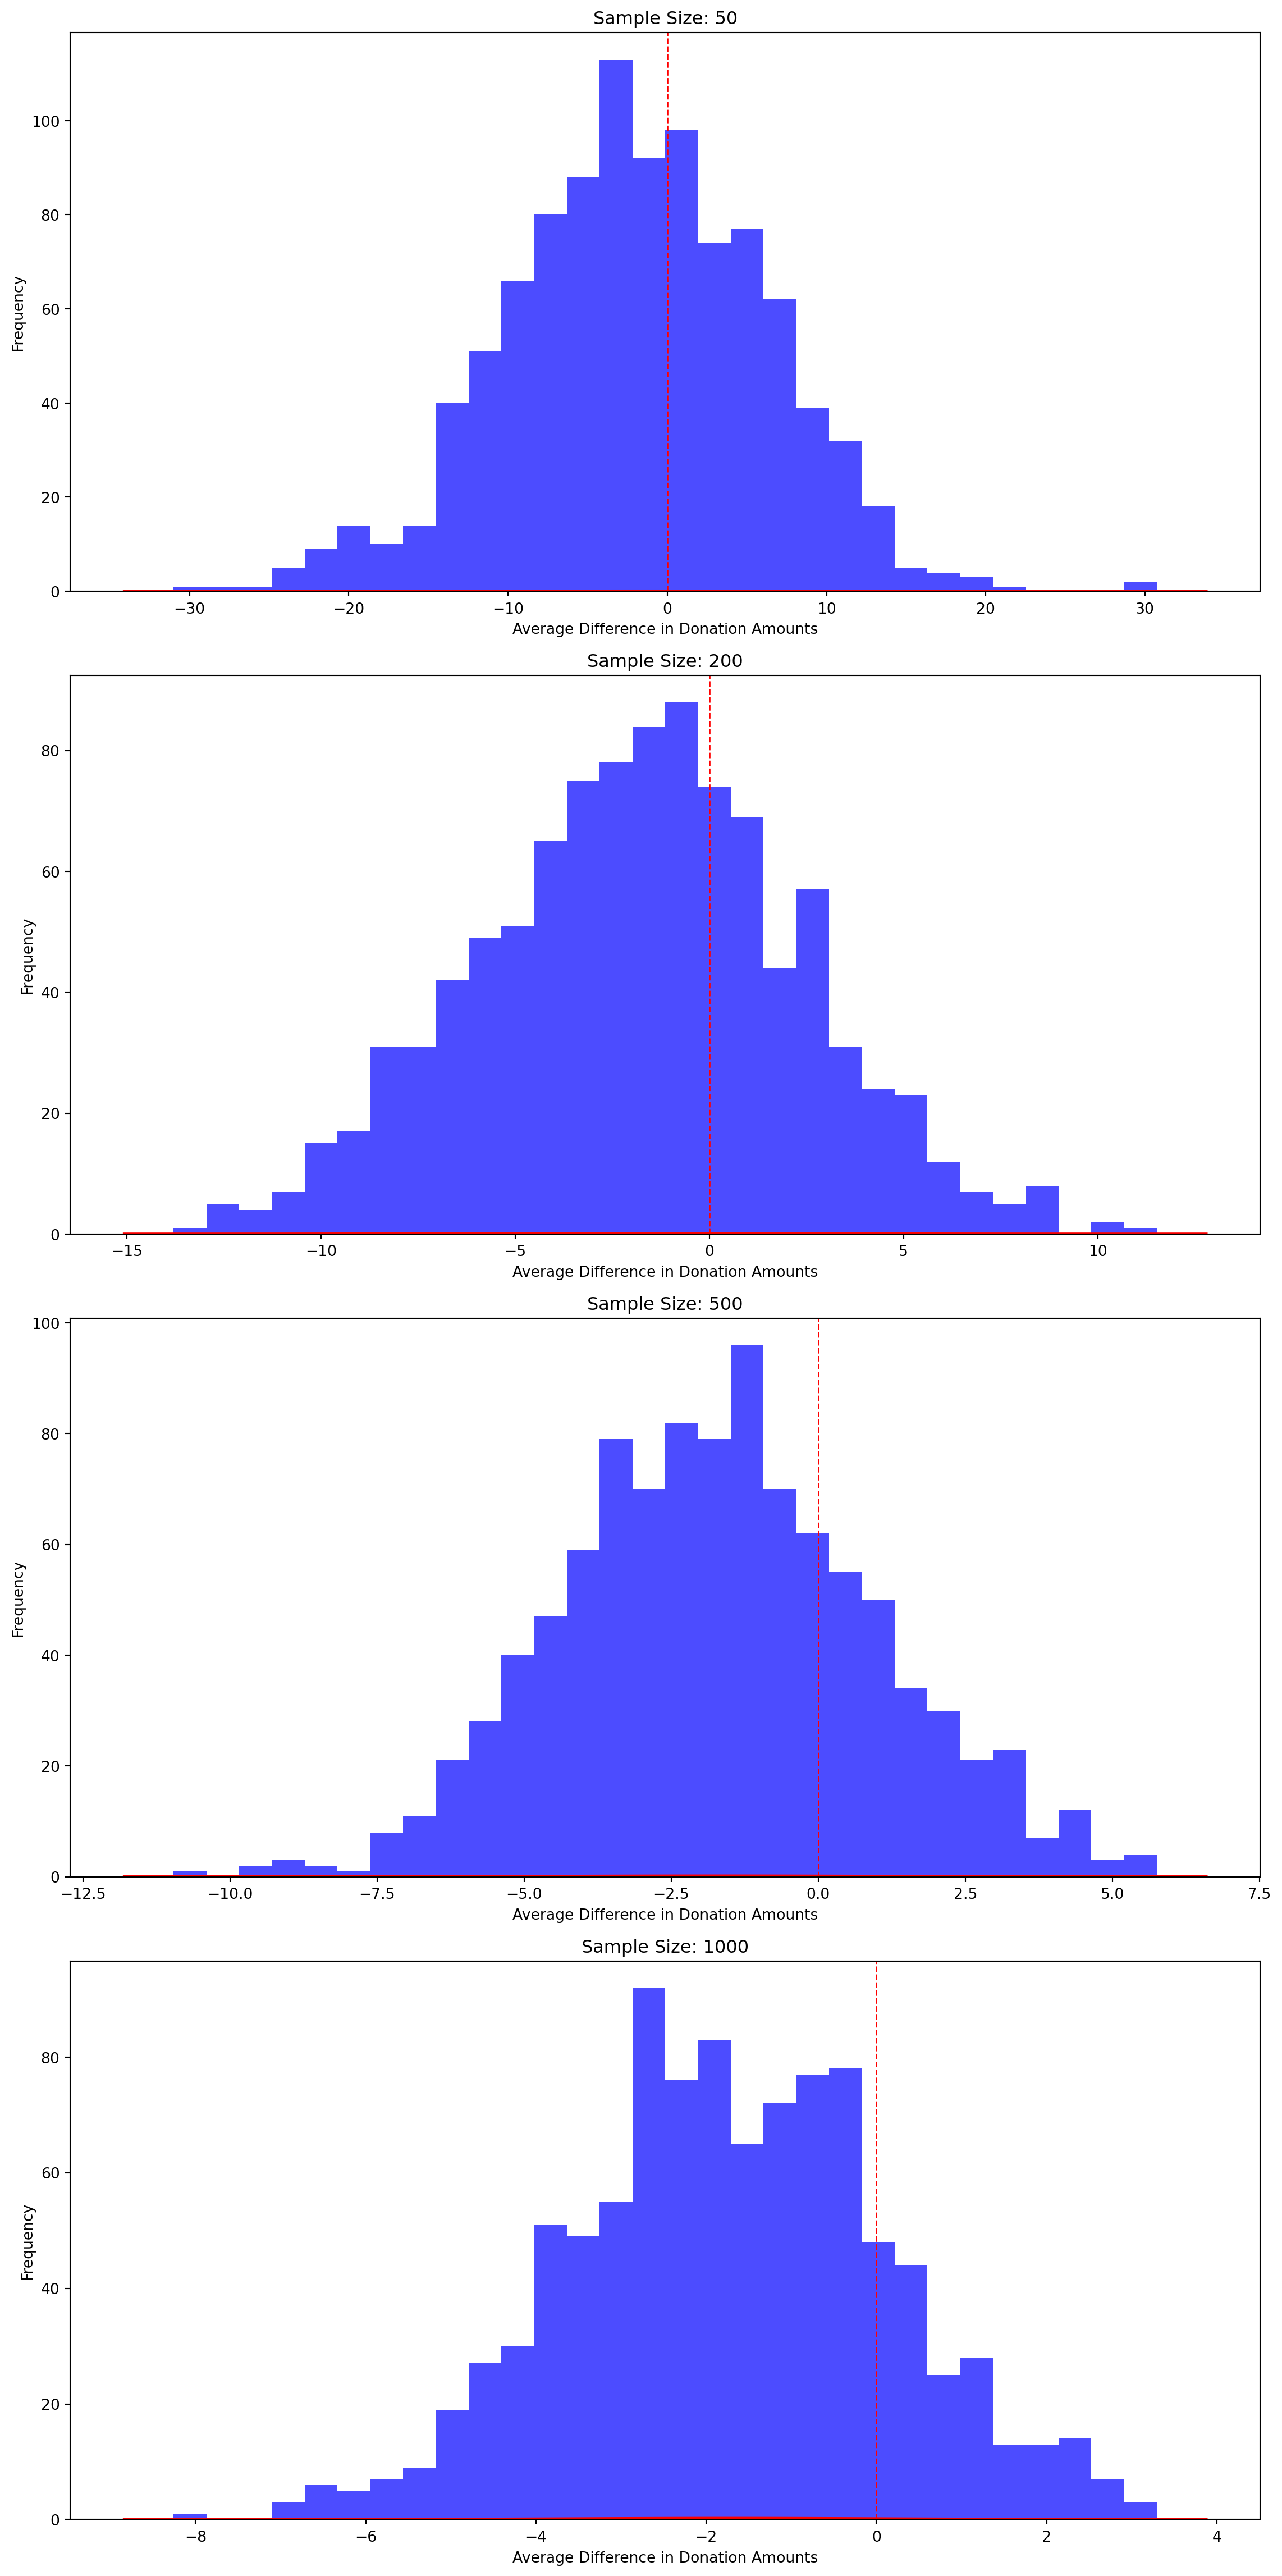 Sample Size: 50
Frequency
100
80
60
40
20
0
−30 −20 −10 0 10 20 30
Average Difference in Donation Amounts
Sample Size: 200
Frequency
80
60
40
20
0
−15 −10 −5 0 5 10
Average Difference in Donation Amounts
Sample Size: 500
Frequency
100
80
60
40
20
0
−12.5 −10.0 −7.5 −5.0 −2.5 0.0 2.5 5.0 7.5
Average Difference in Donation Amounts
Sample Size: 1000
Frequency
80
60
40
20
0
−8 −6 −4 −2 0 2 4
Average Difference in Donation Amounts